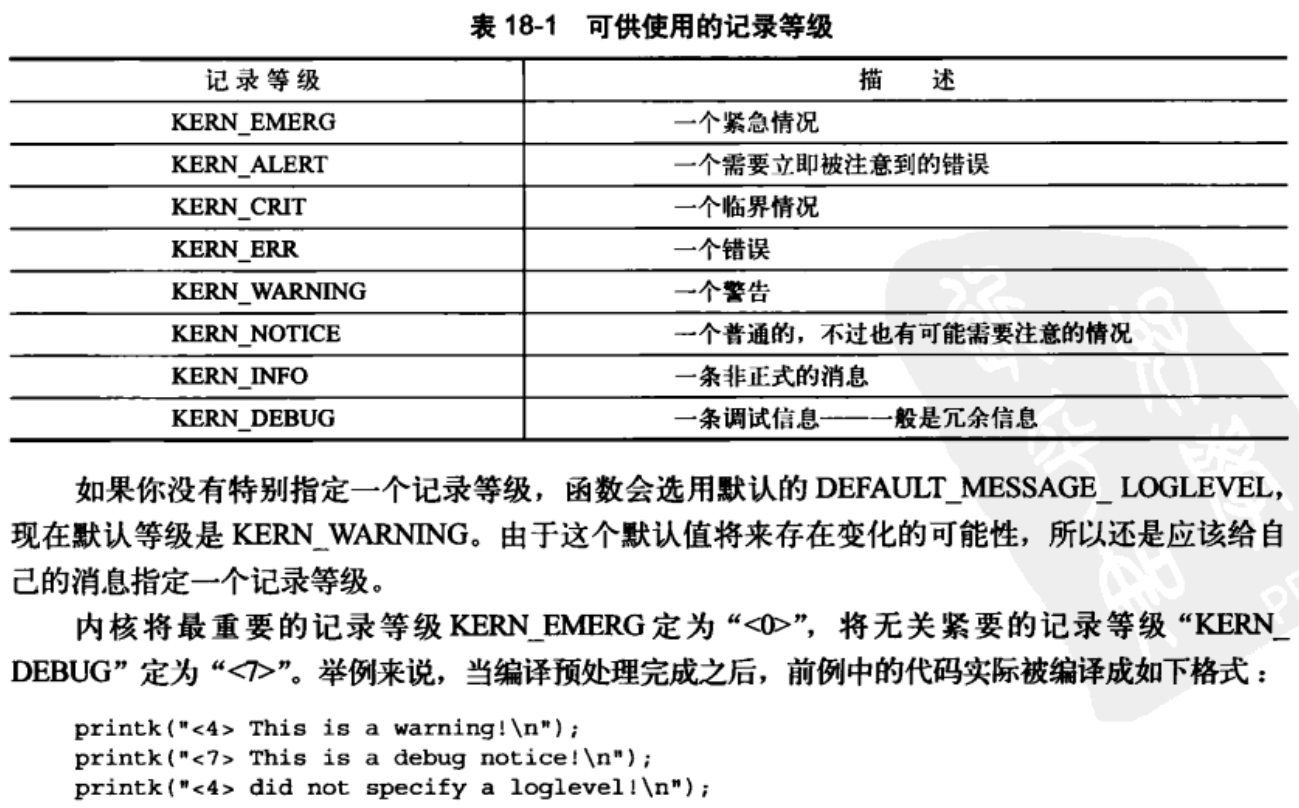 表 18-1 可供使用的记录等级
记录等级 描 述
KERN_EMERG 一个紧急情况
KERN_ALERT 一个需要立即被注意到的错误
KERN_CRIT 一个临界情况
KERN_ERR 一个错误
KERN_WARNING 一个警告
KERN_NOTICE 一个普通的，不过也有可能需要注意的情况
KERN_INFO 一条非正式的消息
KERN_DEBUG 一条调试信息——一般是冗余信息
如果你没有特别指定一个记录等级，函数会选用默认的 DEFAULT_MESSAGE_ LOGLEVEL，
现在默认等级是 KERN_WARNING。由于这个默认值将来存在变化的可能性，所以还是应该给自
己的消息指定一个记录等级。
内核将最重要的记录等级 KERN_EMERG 定为“<0>”，将无关紧要的记录等级“KERN_
DEBUG”定为“<7>”。举例来说，当编译预处理完成之后，前例中的代码实际被编译成如下格式：
printk("<4> This is a warning!\n");
printk("<7> This is a debug notice!\n");
printk("<4> did not specify a loglevel!\n");